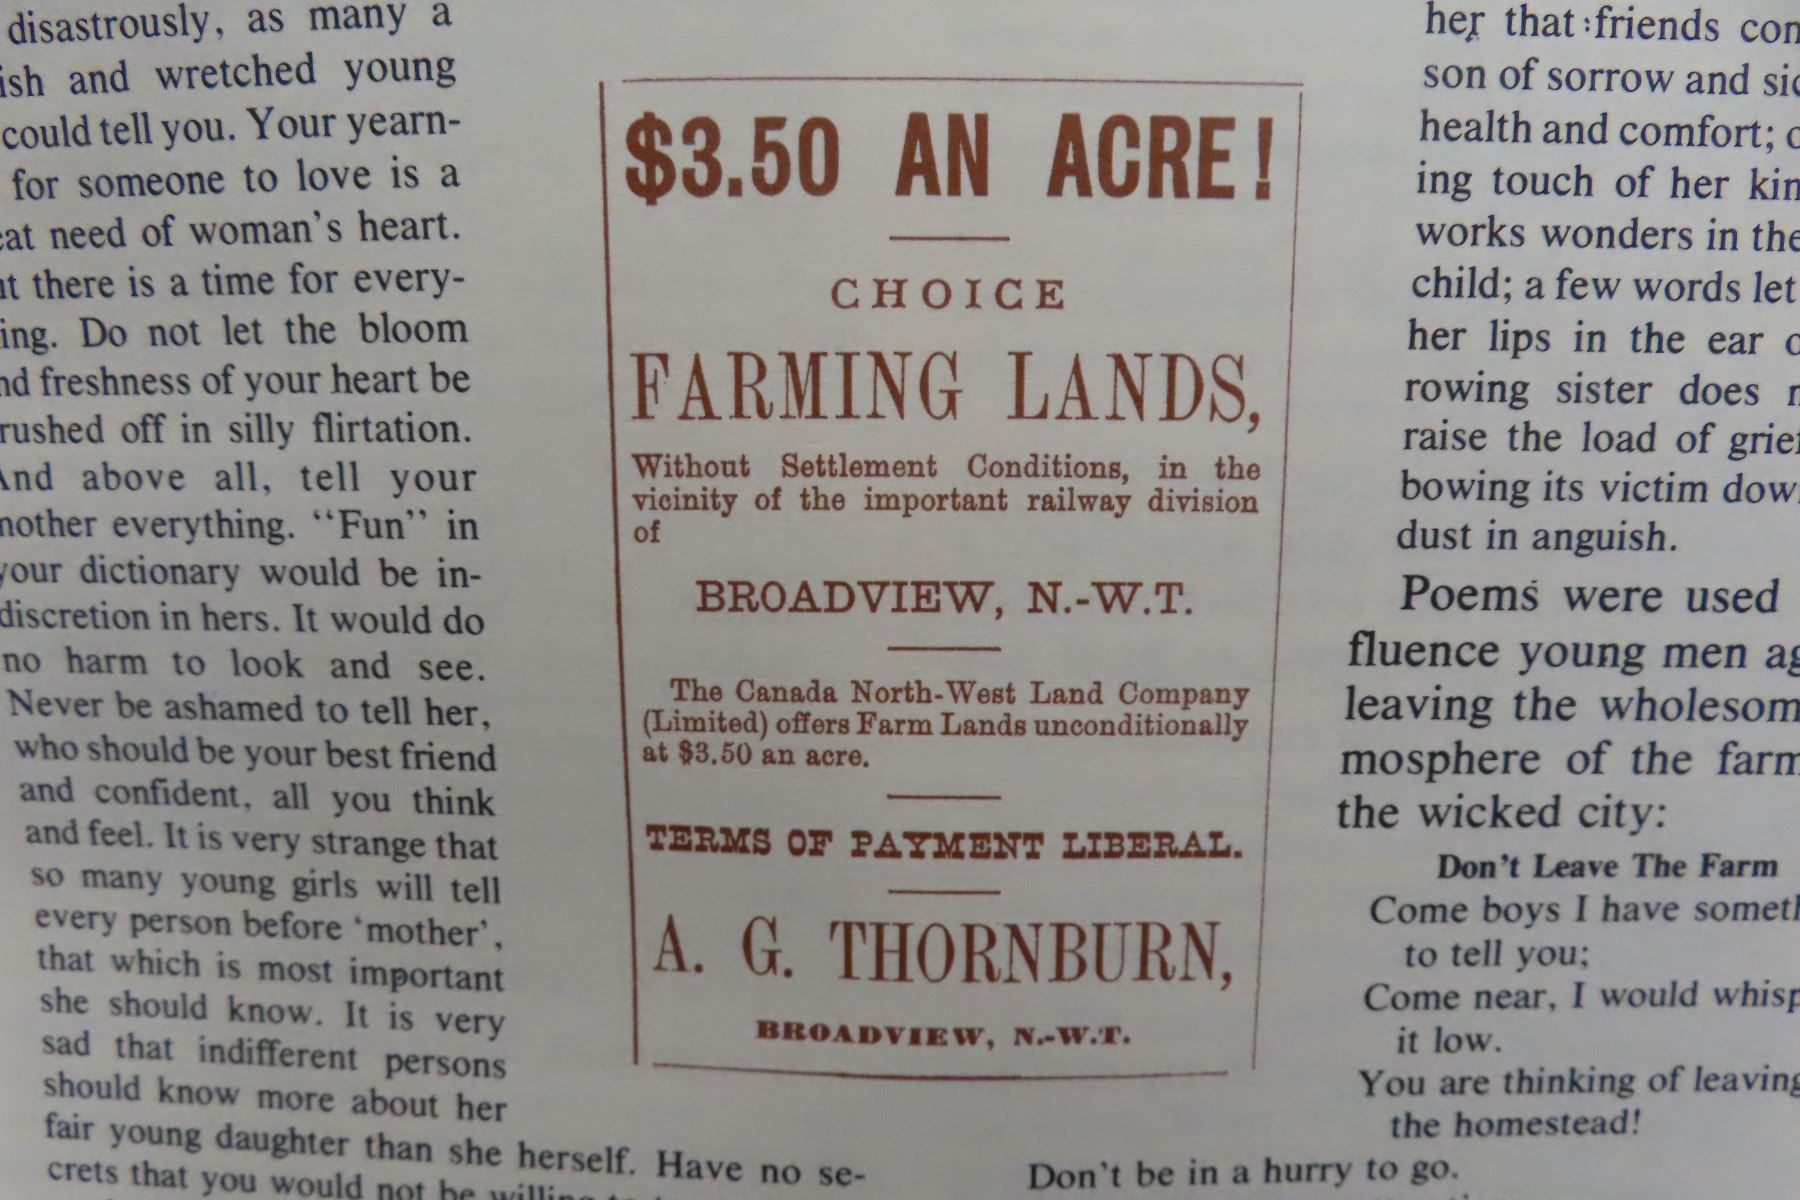 disastrously, as many a
and wretched young
could tell you. Your yearn-
for someone to love is a
need of woman's heart.
there is a time for every-
Do not let the bloom
freshness of your heart be
off in silly flirtation.
And above all, tell your
everything. "Fun" in
your dictionary would be in-
discretion in hers. It would do
no harm to look and see.
Never be ashamed to tell her,
who should be your best friend
and confident, all you think
and feel. It is very strange that
so many young girls will tell
every person before 'mother',
that which is most important
she should know. It is very
sad that indifferent persons
should know more about her
fair young daughter than she herself. Have no se-
crets that you would not be
$3.50 AN ACRE!
CHOICE
FARMING LANDS,
Without Settlement Conditions, in the
vicinity of the important railway division
of
BROADVIEW, N.-W.T.
The Canada North-West Land Company
(Limited) offers Farm Lands unconditionally
at $3.50 an acre.
TERMS OF PAYMENT LIBERAL.
A. G. THORNBURN,
BROADVIEW, N.-W.T.
her that friends
son of sorrow and
health and comfort;
ing touch of her
works wonders in
child; a few words let
her lips in the ear
rowing sister does
raise the load of
bowing its victim
dust in anguish.
Poems were used
fluence young men
leaving the
mosphere of the
the wicked city:
Don't Leave The Farm
Come boys I have
to tell you;
Come near, I would
it low.
You are thinking of leaving
the homestead!
Don't be in a hurry to go.